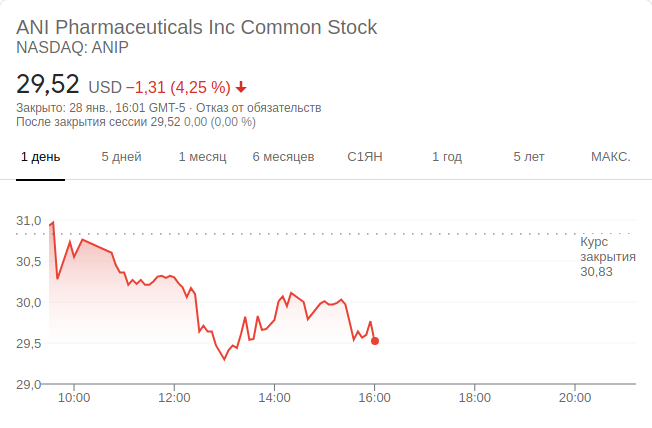 ANI Pharmaceuticals Inc Common Stock
NASDAQ: ANIP
29,52 USD −1,31 (4,25 %)
Закрыто: 28 янв., 16:01 GMT-5 · Отказ от обязательств
После закрытия сессии 29,52 0,00 (0,00 %)
1 день 5 дней 1 месяц 6 месяцев С1ЯН 1 год 5 лет МАКС.
31,0
Курс
закрытия
30,83
30,5
30,0
29,5
29,0
10:00 12:00 14:00 16:00 18:00 20:00